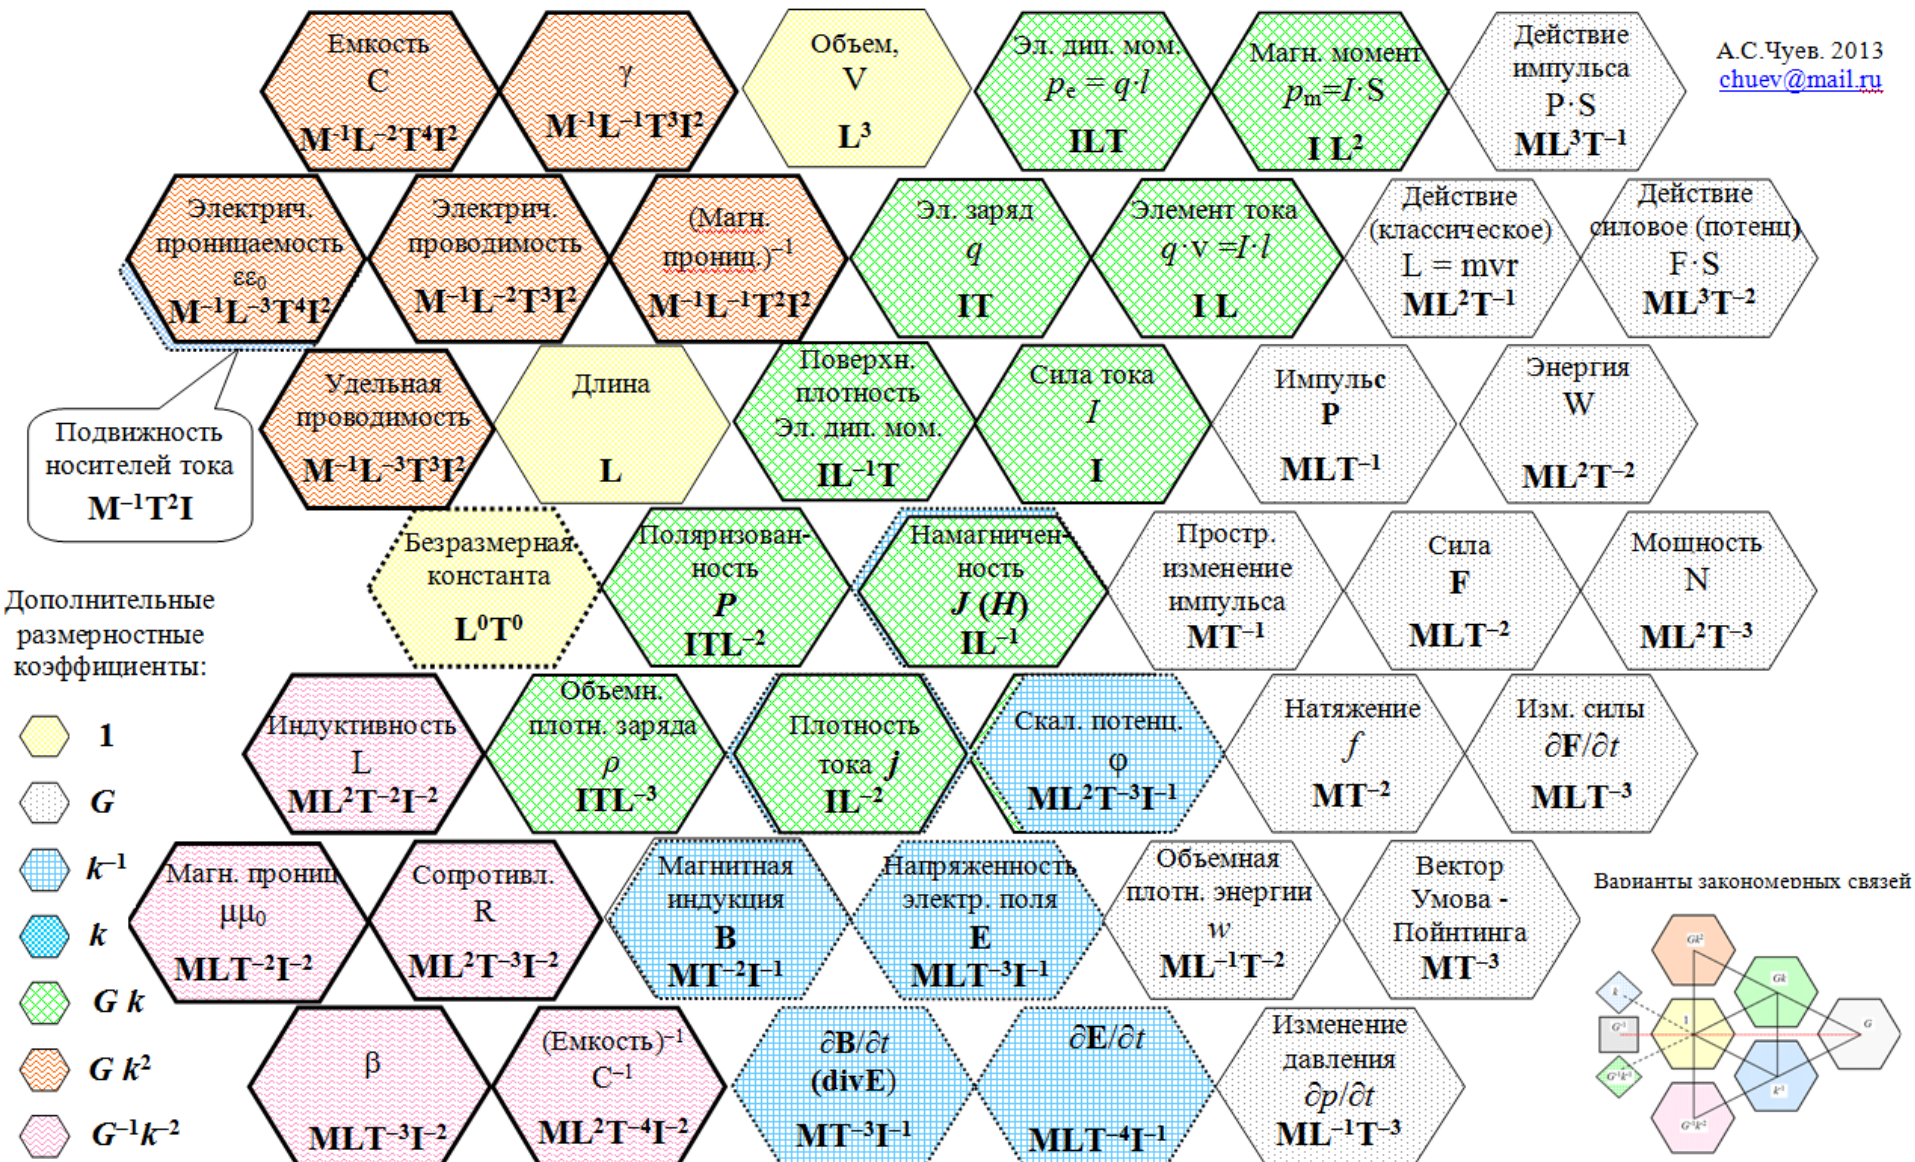 Емкость
C
M⁻¹L⁻²T⁴I²
γ
M⁻¹L⁻¹T³I²
Объем,
V
L³
Эл. дип. мом.
pₑ = q·l
ILT
Магн. момент
pₘ=I·S
I L²
Действие
импульса
P·S
ML³T⁻¹
А.С.Чуев. 2013
chuev@mail.ru
Электрич.
проницаемость
εε₀
M⁻¹L⁻³T⁴I²
Электрич.
проводимость
M⁻¹L⁻²T³I²
(Магн.
прониц.)⁻¹
M⁻¹L⁻¹T²I²
Эл. заряд
q
IT
Элемент тока
q·v =I·l
I L
Действие
(классическое)
L = mvr
ML²T⁻¹
Действие
силовое (потенц)
F·S
ML³T⁻²
Подвижность
носителей тока
M⁻¹T²I
Удельная
проводимость
M⁻¹L⁻³T³I²
Длина
L
Поверхн.
плотность
Эл. дип. мом.
IL⁻¹T
Сила тока
I
I
Импульс
P
MLT⁻¹
Энергия
W
ML²T⁻²
Безразмерная
константа
L⁰T⁰
Поляризован-
ность
P
ITL⁻²
Намагничен-
ность
J (H)
IL⁻¹
Простр.
изменение
импульса
MT⁻¹
Сила
F
MLT⁻²
Мощность
N
ML²T⁻³
Дополнительные
размерностные
коэффициенты:
1
G
k⁻¹
k
G k
G k²
G⁻¹k⁻²
Индуктивность
L
ML²T⁻²I⁻²
Объемн.
плотн. заряда
ρ
ITL⁻³
Плотность
тока j
IL⁻²
Скал. потенц.
φ
ML²T⁻³I⁻¹
Натяжение
f
MT⁻²
Изм. силы
∂F/∂t
MLT⁻³
Магн. прониц
μμ₀
MLT⁻²I⁻²
Сопротивл.
R
ML²T⁻³I⁻²
Магнитная
индукция
B
MT⁻²I⁻¹
Напряженность
электр. поля
E
MLT⁻³I⁻¹
Объемная
плотн. энергии
w
ML⁻¹T⁻²
Вектор
Умова -
Пойнтинга
MT⁻³
β
MLT⁻³I⁻²
(Емкость)⁻¹
C⁻¹
ML²T⁻⁴I⁻²
∂B/∂t
(divE)
MT⁻³I⁻¹
∂E/∂t
MLT⁻⁴I⁻¹
Изменение
давления
∂p/∂t
ML⁻¹T⁻³
Варианты закономерных связей
Gk²
Gk
k
1
G
G⁻¹
G⁻¹k⁻¹
k⁻¹
G⁻¹k⁻²